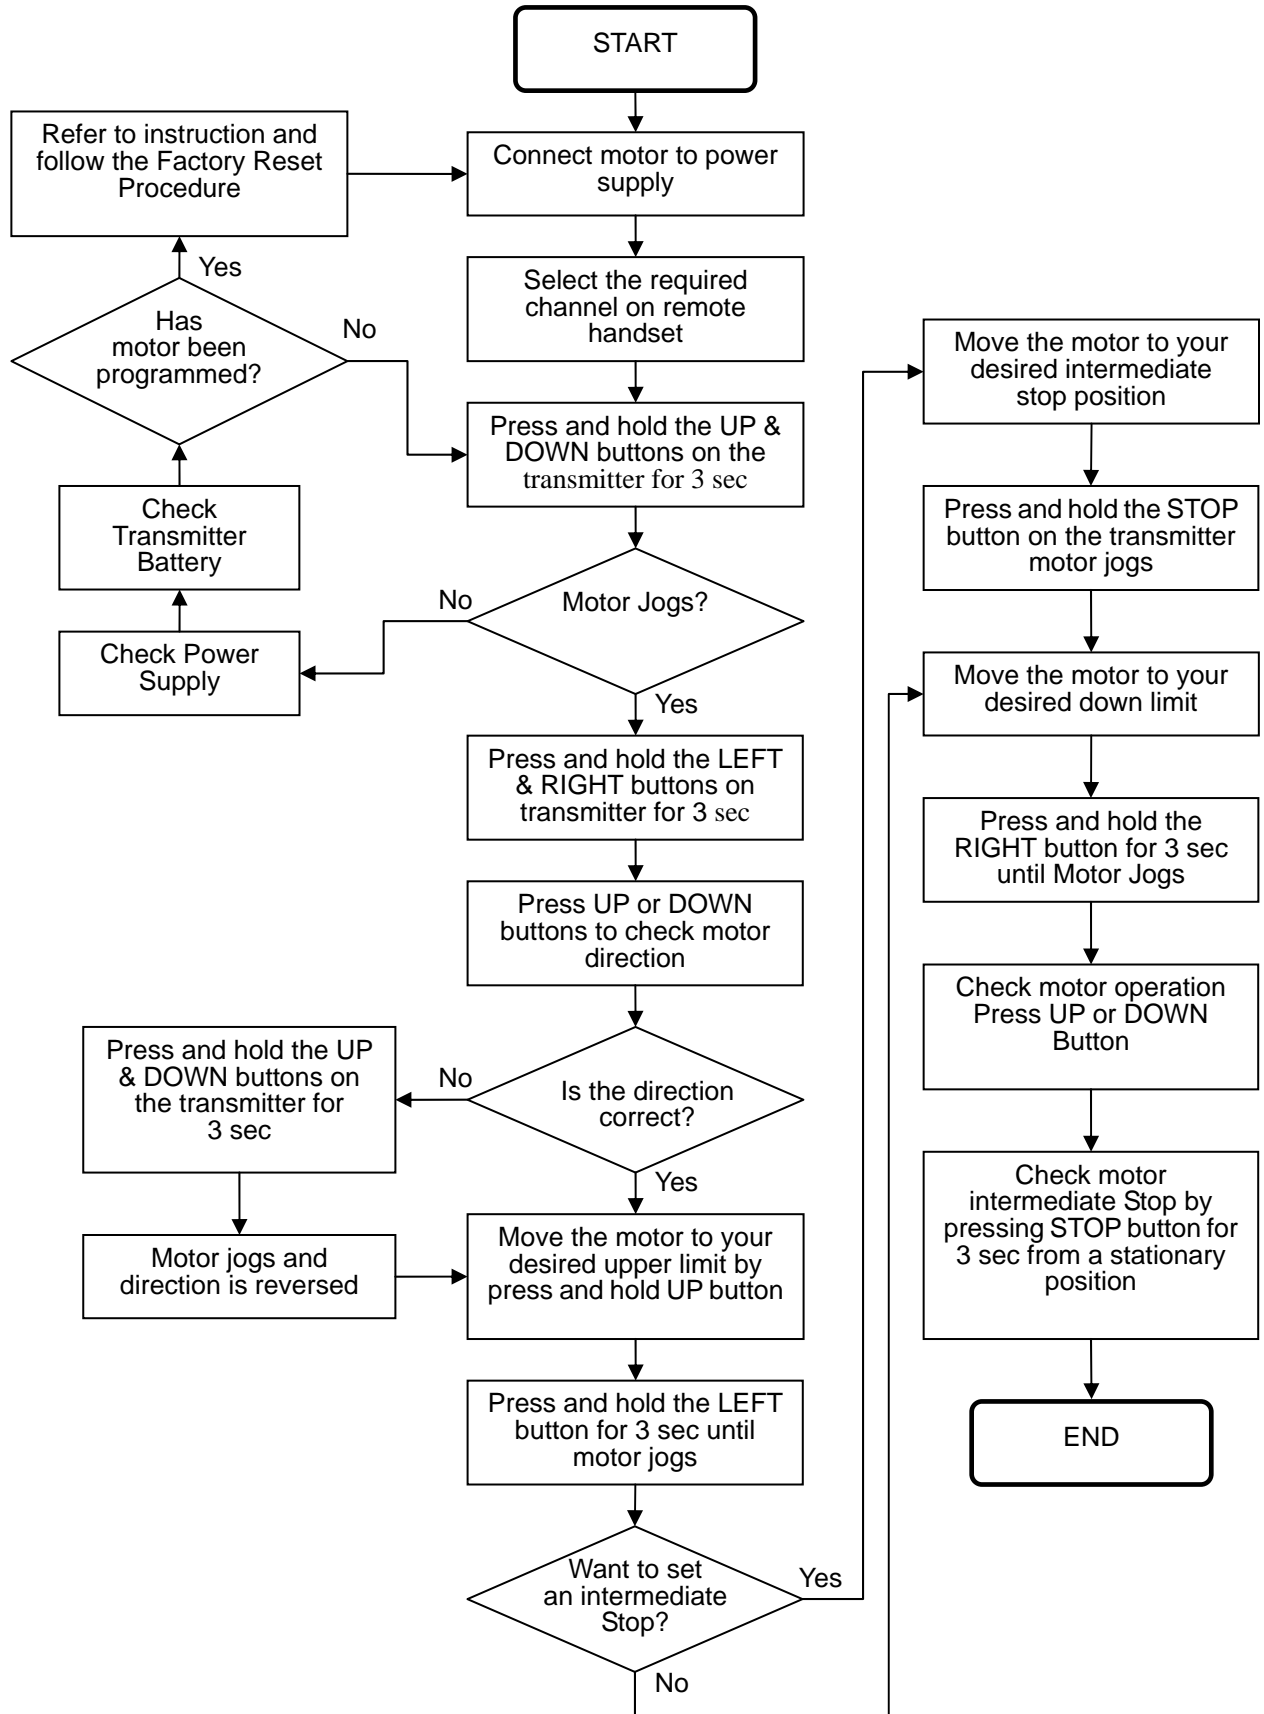 START
Refer to instruction and
follow the Factory Reset
Procedure
Connect motor to power
supply
Yes
Select the required
channel on remote
handset
Has
motor been
programmed?
No
Press and hold the UP &
DOWN buttons on the
transmitter for 3 sec
Check
Transmitter
Battery
Motor Jogs?
No
Check Power
Supply
Yes
Press and hold the LEFT
& RIGHT buttons on
transmitter for 3 sec
Press UP or DOWN
buttons to check motor
direction
Press and hold the UP
& DOWN buttons on
the transmitter for
3 sec
No
Is the direction
correct?
Yes
Motor jogs and
direction is reversed
Move the motor to your
desired upper limit by
press and hold UP button
Press and hold the LEFT
button for 3 sec until
motor jogs
Want to set
an intermediate
Stop?
Yes
No
Move the motor to your
desired intermediate
stop position
Press and hold the STOP
button on the transmitter
motor jogs
Move the motor to your
desired down limit
Press and hold the
RIGHT button for 3 sec
until Motor Jogs
Check motor operation
Press UP or DOWN
Button
Check motor
intermediate Stop by
pressing STOP button for
3 sec from a stationary
position
END